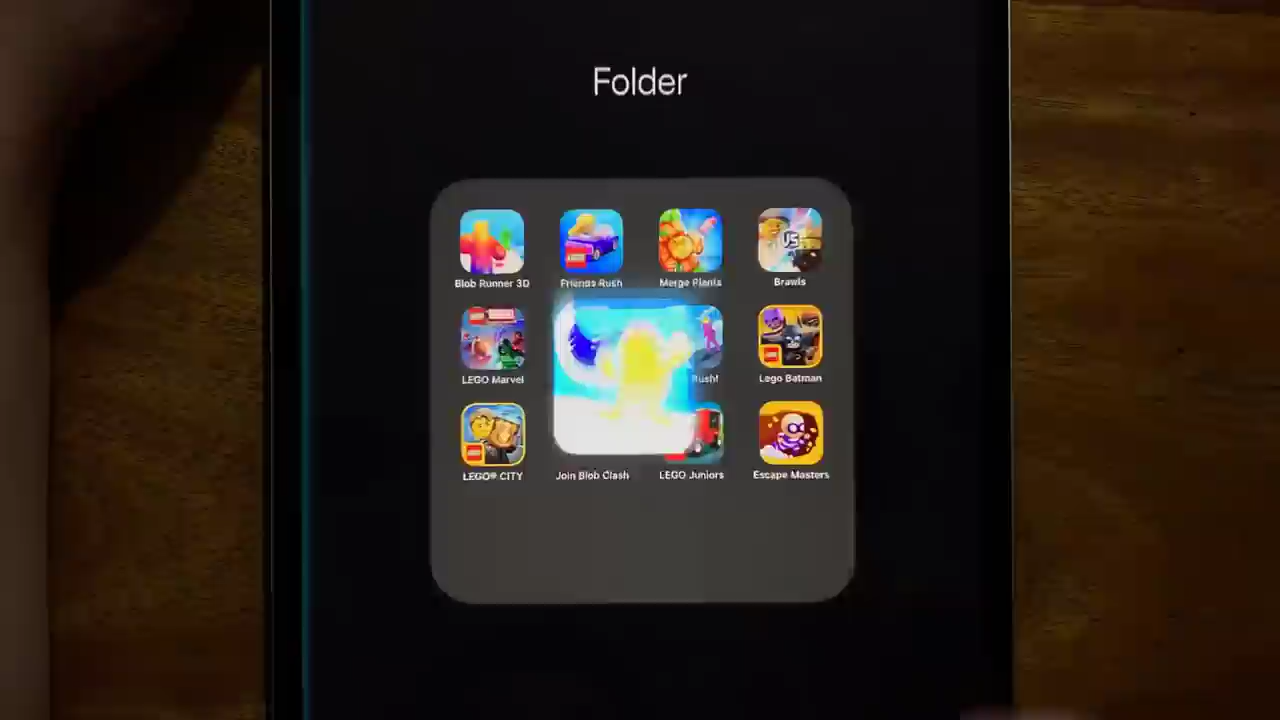 Folder
Blob Runner 3D
Friends Rush
Merge Plants
Brawls
LEGO Marvel
Rush!
Lego Batman
LEGO® CITY
Join Blob Clash
LEGO Juniors
Escape Masters